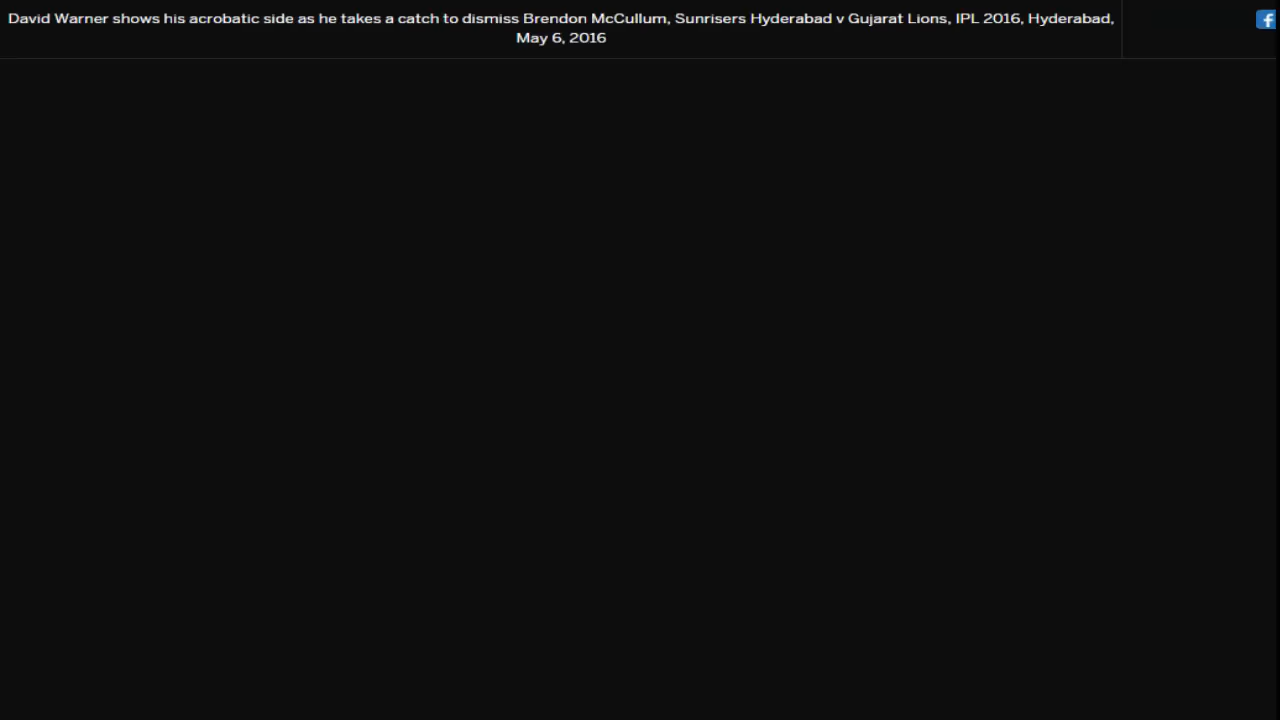 David Warner shows his acrobatic side as he takes a catch to dismiss Brendon McCullum, Sunrisers Hyderabad v Gujarat Lions, IPL 2016, Hyderabad,
May 6, 2016